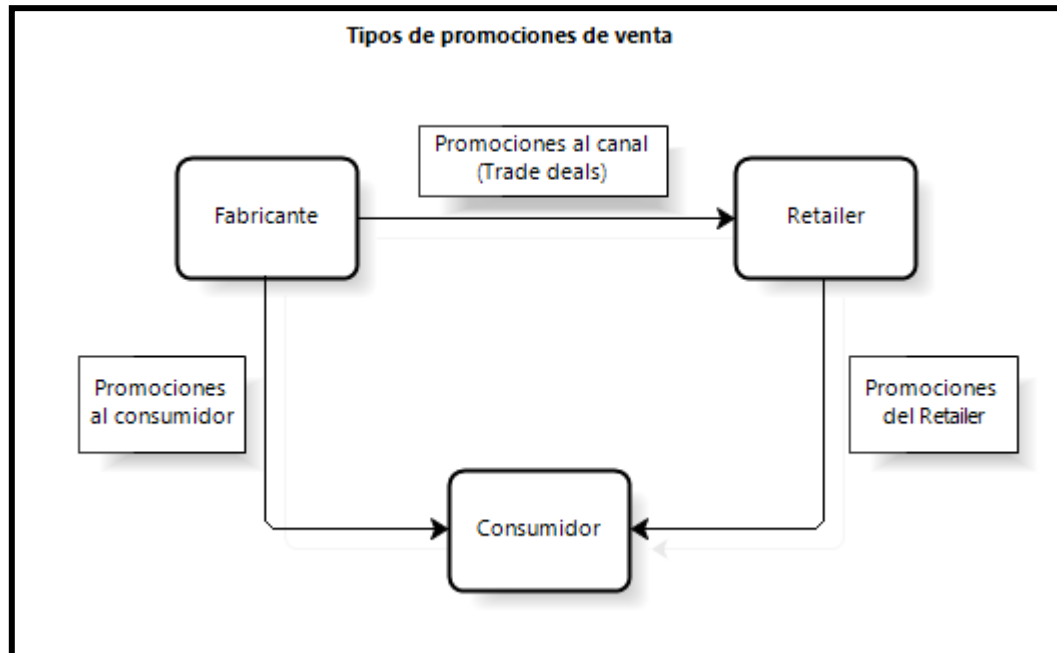 Tipos de promociones de venta
Promociones al canal
(Trade deals)
Fabricante
Retailer
Promociones
al consumidor
Promociones
del Retailer
Consumidor